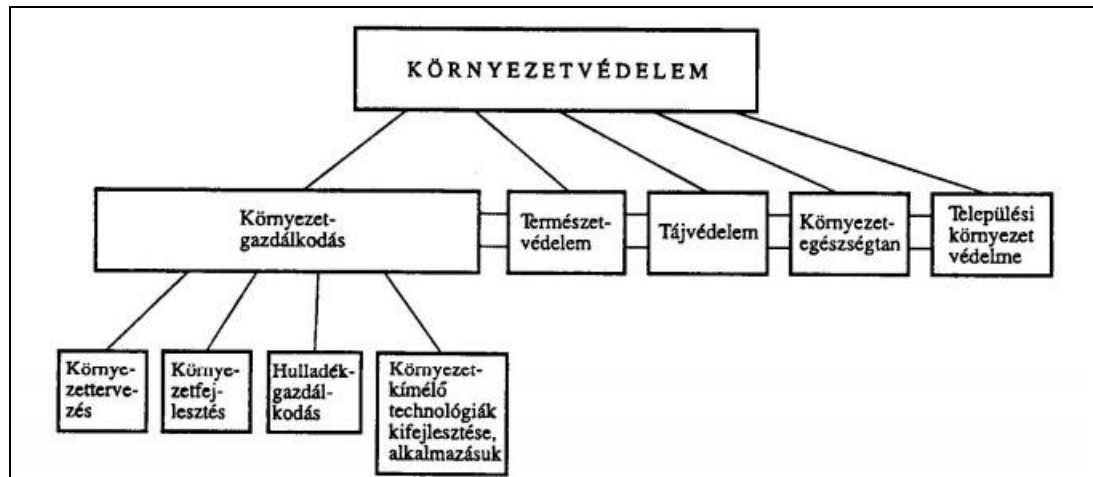 KÖRNYEZETVÉDELEM
Környezet-
gazdálkodás
Természet-
védelem
Tájvédelem
Környezet-
egészségtan
Települési
környezet
védelme
Környe-
zetterve-
zés
Környe-
zetfej-
lesztés
Hulladék-
gazdál-
kodás
Környezet-
kímélő
technológiák
kifejlesztése,
alkalmazásuk